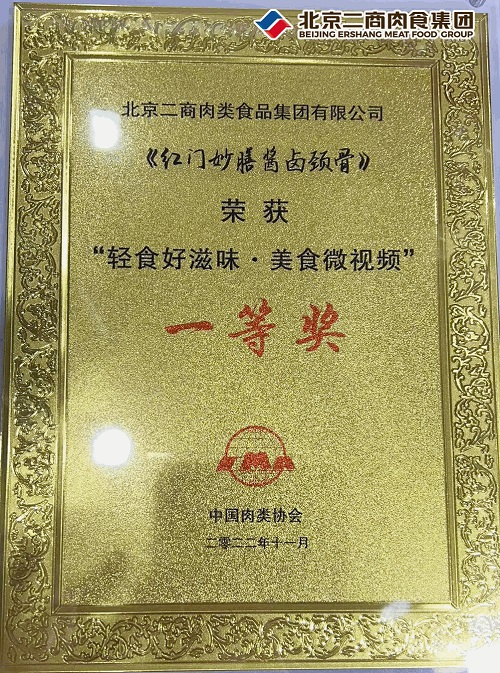 北京二商肉食集团
BEIJING ERSHANG MEAT FOOD GROUP
北京二商肉类食品集团有限公司
《红门妙膳酱卤颈骨》
荣获
“轻食好滋味·美食微视频”
一等奖
CMA
中国肉类协会
二〇二二年十一月